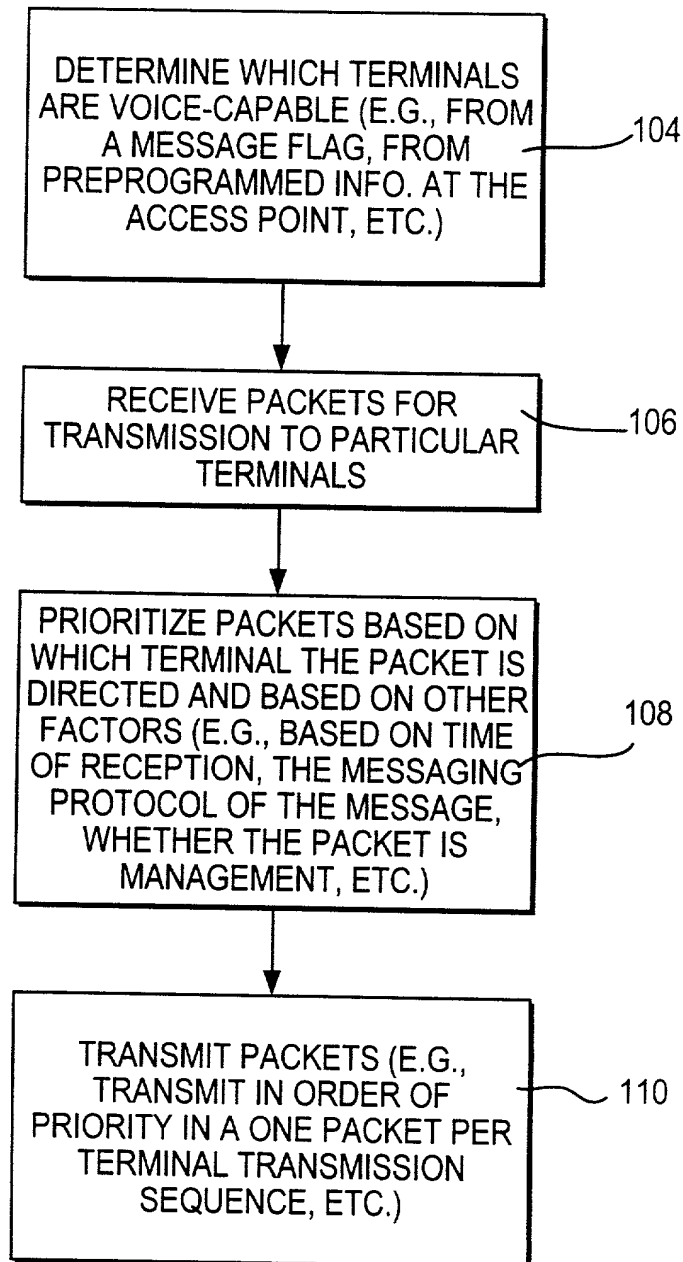 DETERMINE WHICH TERMINALS
ARE VOICE-CAPABLE (E.G., FROM
A MESSAGE FLAG, FROM
PREPROGRAMMED INFO. AT THE
ACCESS POINT, ETC.)
104
RECEIVE PACKETS FOR
TRANSMISSION TO PARTICULAR
TERMINALS
106
PRIORITIZE PACKETS BASED ON
WHICH TERMINAL THE PACKET IS
DIRECTED AND BASED ON OTHER
FACTORS (E.G., BASED ON TIME
OF RECEPTION, THE MESSAGING
PROTOCOL OF THE MESSAGE,
WHETHER THE PACKET IS
MANAGEMENT, ETC.)
108
TRANSMIT PACKETS (E.G.,
TRANSMIT IN ORDER OF
PRIORITY IN A ONE PACKET PER
TERMINAL TRANSMISSION
SEQUENCE, ETC.)
110